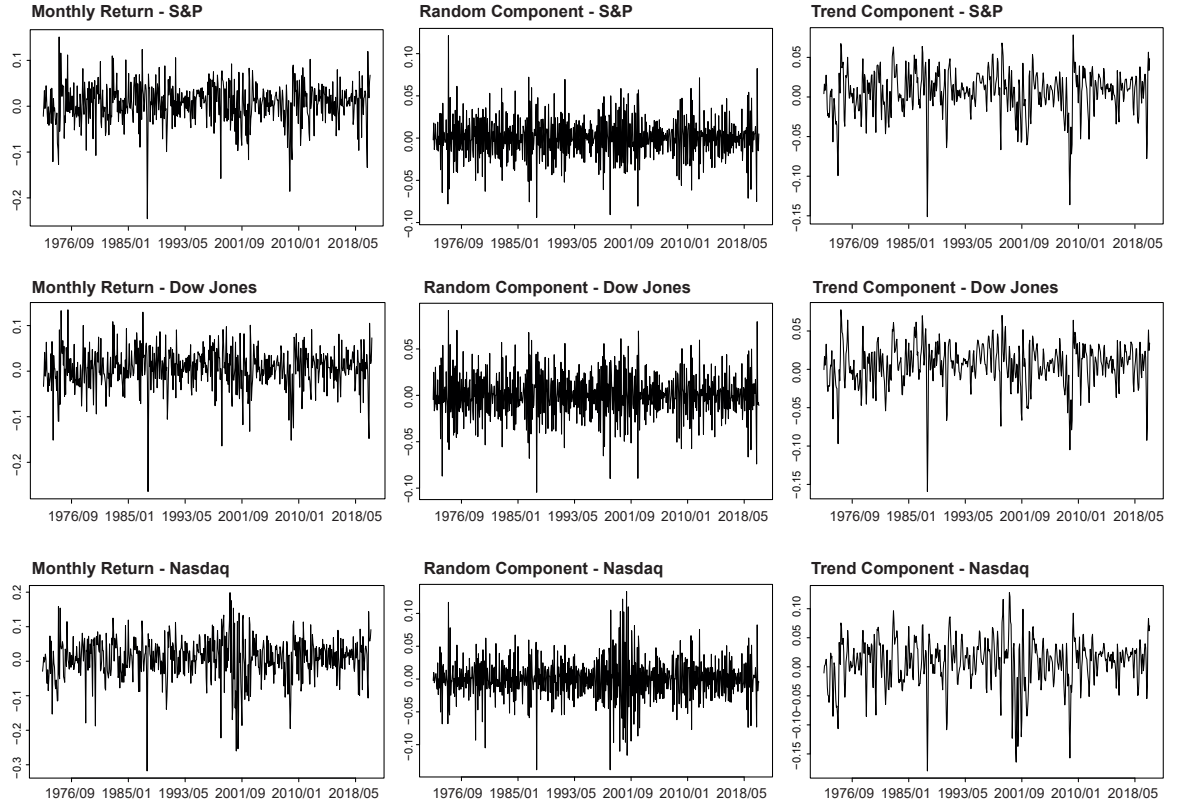 Monthly Return - S&P
0.1
0.0
−0.1
−0.2
1976/09 1985/01 1993/05 2001/09 2010/01 2018/05
Random Component - S&P
0.10
0.05
0.00
−0.05
−0.10
1976/09 1985/01 1993/05 2001/09 2010/01 2018/05
Trend Component - S&P
0.05
0.00
−0.05
−0.10
−0.15
1976/09 1985/01 1993/05 2001/09 2010/01 2018/05
Monthly Return - Dow Jones
0.1
0.0
−0.1
−0.2
1976/09 1985/01 1993/05 2001/09 2010/01 2018/05
Random Component - Dow Jones
0.05
0.00
−0.05
−0.10
1976/09 1985/01 1993/05 2001/09 2010/01 2018/05
Trend Component - Dow Jones
0.05
0.00
−0.05
−0.10
−0.15
1976/09 1985/01 1993/05 2001/09 2010/01 2018/05
Monthly Return - Nasdaq
0.2
0.1
0.0
−0.1
−0.2
−0.3
1976/09 1985/01 1993/05 2001/09 2010/01 2018/05
Random Component - Nasdaq
0.10
0.05
0.00
−0.05
−0.10
1976/09 1985/01 1993/05 2001/09 2010/01 2018/05
Trend Component - Nasdaq
0.10
0.05
0.00
−0.05
−0.10
−0.15
1976/09 1985/01 1993/05 2001/09 2010/01 2018/05